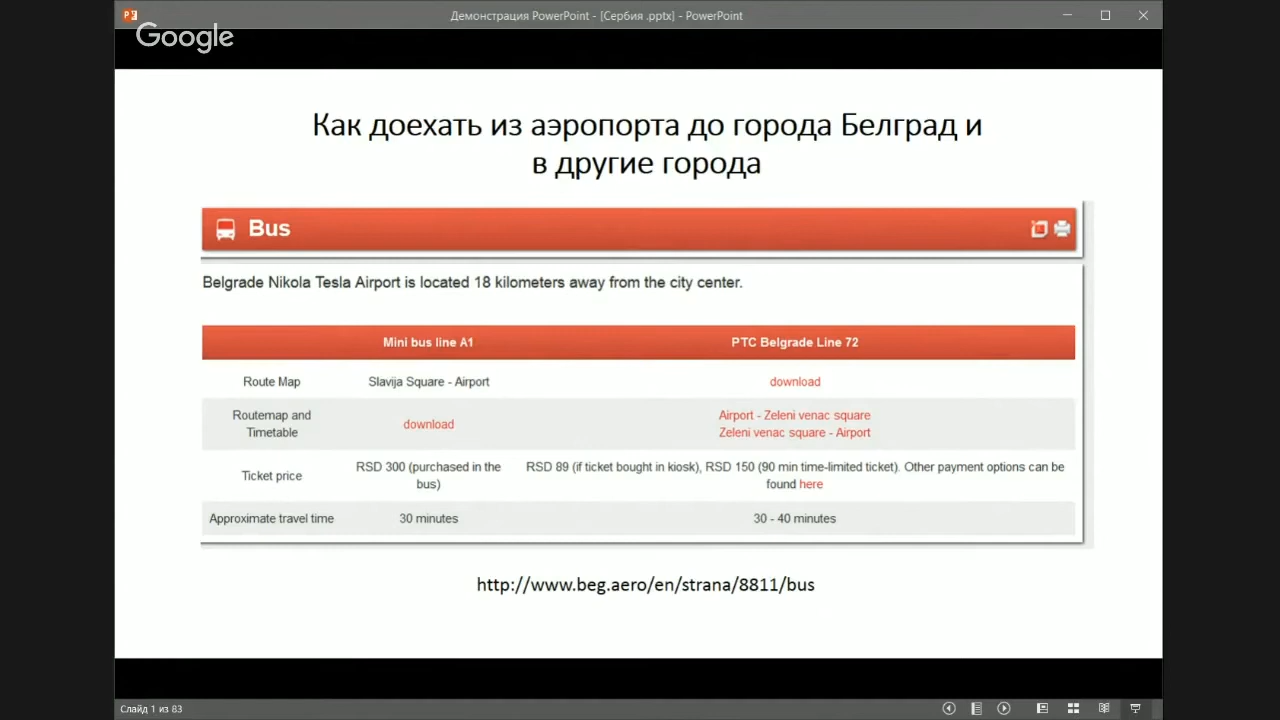 Демонстрация PowerPoint - [Сербия .pptx] - PowerPoint
Google
Как доехать из аэропорта до города Белград и
в другие города
Bus
Belgrade Nikola Tesla Airport is located 18 kilometers away from the city center.
Mini bus line A1 PTC Belgrade Line 72
Route Map Slavija Square - Airport download
Routemap and Timetable download Airport - Zeleni venac square
Zeleni venac square - Airport
Ticket price RSD 300 (purchased in the bus) RSD 89 (if ticket bought in kiosk), RSD 150 (90 min time-limited ticket). Other payment options can be found here
Approximate travel time 30 minutes 30 - 40 minutes
http://www.beg.aero/en/strana/8811/bus
Слайд 1 из 83